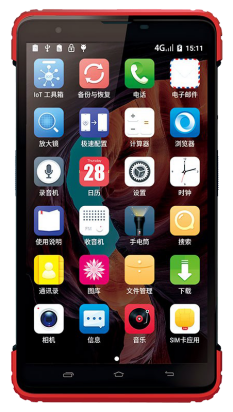 4G 15:11
IoT 工具箱 备份与恢复 电话 电子邮件
放大镜 极速配置 计算器 浏览器
Thursday
28
录音机 日历 设置 时钟
使用说明 收音机 手电筒 搜索
通讯录 图库 文件管理 下载
相机 信息 音乐 SIM卡应用